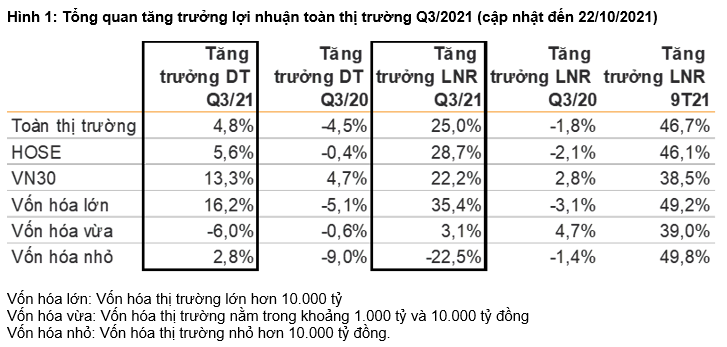 Hình 1: Tổng quan tăng trưởng lợi nhuận toàn thị trường Q3/2021 (cập nhật đến 22/10/2021)
Tăng trưởng DT Q3/21 Tăng trưởng DT Q3/20 Tăng trưởng LNR Q3/21 Tăng trưởng LNR Q3/20 Tăng trưởng LNR 9T21
Toàn thị trường 4,8% -4,5% 25,0% -1,8% 46,7%
HOSE 5,6% -0,4% 28,7% -2,1% 46,1%
VN30 13,3% 4,7% 22,2% 2,8% 38,5%
Vốn hóa lớn 16,2% -5,1% 35,4% -3,1% 49,2%
Vốn hóa vừa -6,0% -0,6% 3,1% 4,7% 39,0%
Vốn hóa nhỏ 2,8% -9,0% -22,5% -1,4% 49,8%
Vốn hóa lớn: Vốn hóa thị trường lớn hơn 10.000 tỷ
Vốn hóa vừa: Vốn hóa thị trường nằm trong khoảng 1.000 tỷ và 10.000 tỷ đồng
Vốn hóa nhỏ: Vốn hóa thị trường nhỏ hơn 10.000 tỷ đồng.